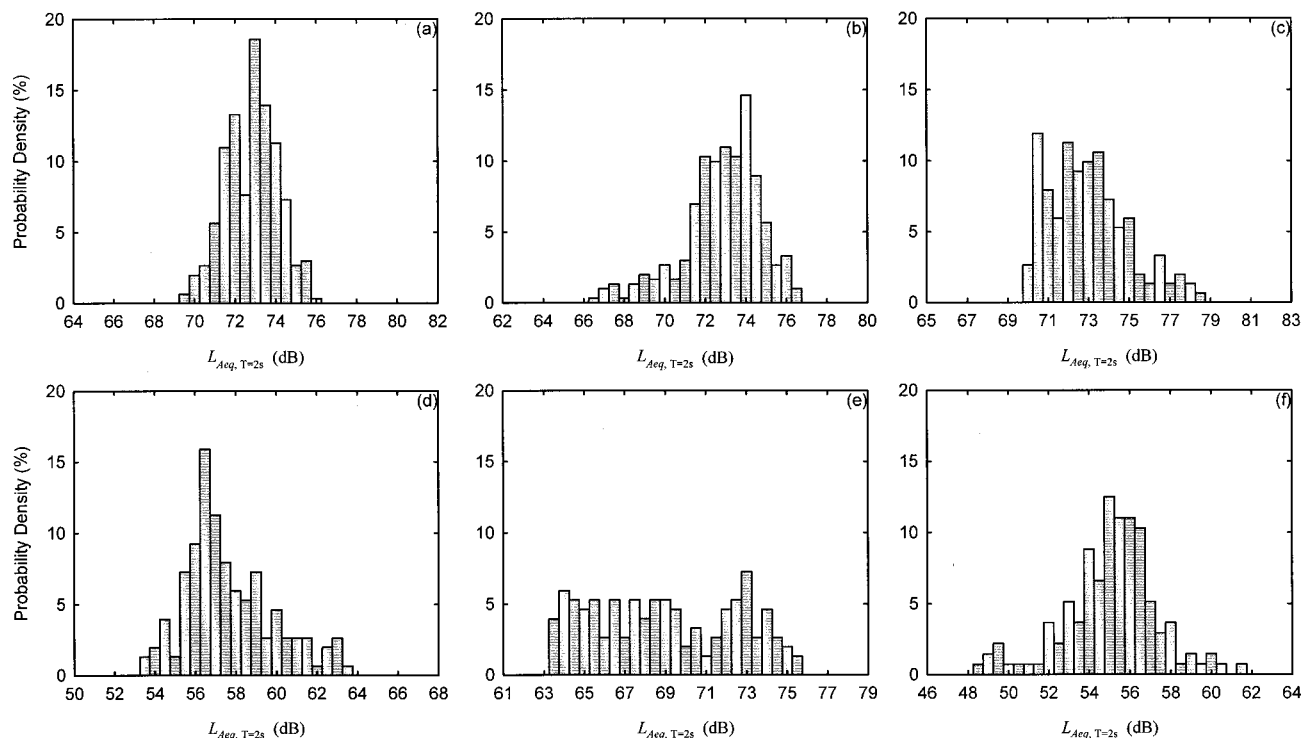 (a) (b) (c)
Probability Density (%)
20 15 10 5 0
20 15 10 5 0
20 15 10 5 0
64 66 68 70 72 74 76 78 80 82
62 64 66 68 70 72 74 76 78 80
65 67 69 71 73 75 77 79 81 83
L_Aeq, T=2s (dB) L_Aeq, T=2s (dB) L_Aeq, T=2s (dB)
(d) (e) (f)
Probability Density (%)
20 15 10 5 0
20 15 10 5 0
20 15 10 5 0
50 52 54 56 58 60 62 64 66 68
61 63 65 67 69 71 73 75 77 79
46 48 50 52 54 56 58 60 62 64
L_Aeq, T=2s (dB) L_Aeq, T=2s (dB) L_Aeq, T=2s (dB)